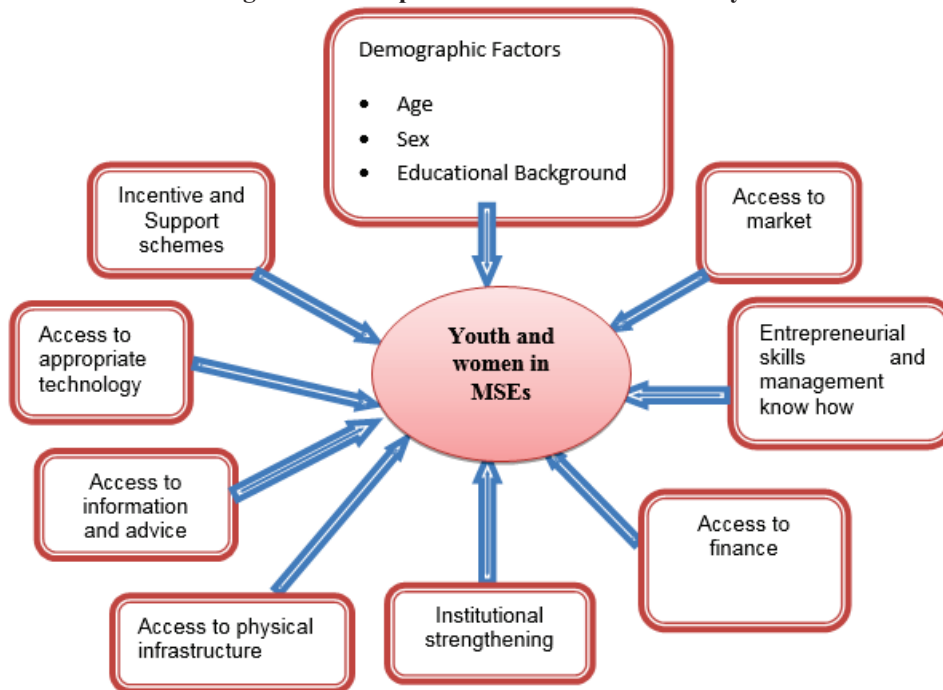 Demographic Factors
• Age
• Sex
• Educational Background
Incentive and
Support
schemes
Access to
market
Access to
appropriate
technology
Youth and
women in
MSEs
Entrepreneurial
skills and
management
know how
Access to
information
and advice
Access to
finance
Access to physical
infrastructure
Institutional
strengthening